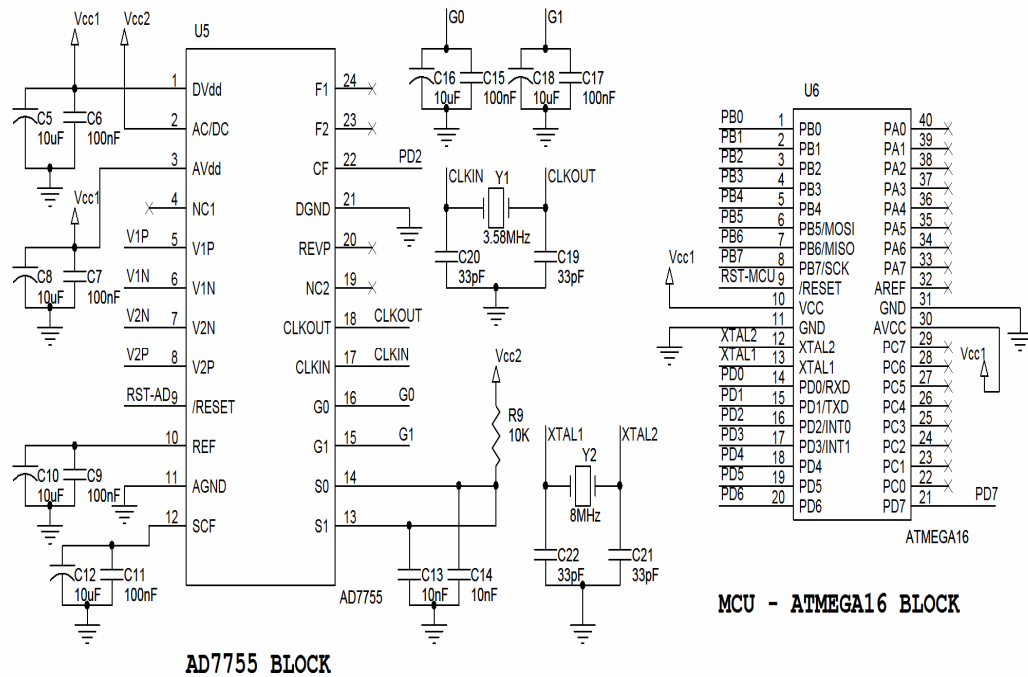 Vcc1
Vcc2
U5
1 DVdd
2 AC/DC
3 AVdd
4 NC1
V1P 5 V1P
V1N 6 V1N
V2N 7 V2N
V2P 8 V2P
RST-AD 9 /RESET
10 REF
11 AGND
12 SCF
F1 24
F2 23
CF 22 PD2
DGND 21
REVP 20
NC2 19
CLKOUT 18 CLKOUT
CLKIN 17 CLKIN
G0 16 G0
G1 15 G1
S0 14
S1 13
AD7755
C5
10uF
C6
100nF
Vcc1
C8
10uF
C7
100nF
C10
10uF
C9
100nF
C12
10uF
C11
100nF
C13
10nF
C14
10nF
Vcc2
R9
10K
G0
C16
10uF
C15
100nF
G1
C18
10uF
C17
100nF
CLKIN
Y1
CLKOUT
3.58MHz
C20
33pF
C19
33pF
XTAL1
XTAL2
Y2
8MHz
C22
33pF
C21
33pF
AD7755 BLOCK
U6
PB0 1 PB0
PB1 2 PB1
PB2 3 PB2
PB3 4 PB3
PB4 5 PB4
PB5 6 PB5/MOSI
PB6 7 PB6/MISO
PB7 8 PB7/SCK
RST-MCU 9 /RESET
Vcc1
10 VCC
11 GND
XTAL2 12 XTAL2
XTAL1 13 XTAL1
PD0 14 PD0/RXD
PD1 15 PD1/TXD
PD2 16 PD2/INT0
PD3 17 PD3/INT1
PD4 18 PD4
PD5 19 PD5
PD6 20 PD6
PA0 40
PA1 39
PA2 38
PA3 37
PA4 36
PA5 35
PA6 34
PA7 33
AREF 32
GND 31
AVCC 30
PC7 29
PC6 28
PC5 27
PC4 26
PC3 25
PC2 24
PC1 23
PC0 22
PD7 21 PD7
Vcc1
ATMEGA16
MCU - ATMEGA16 BLOCK